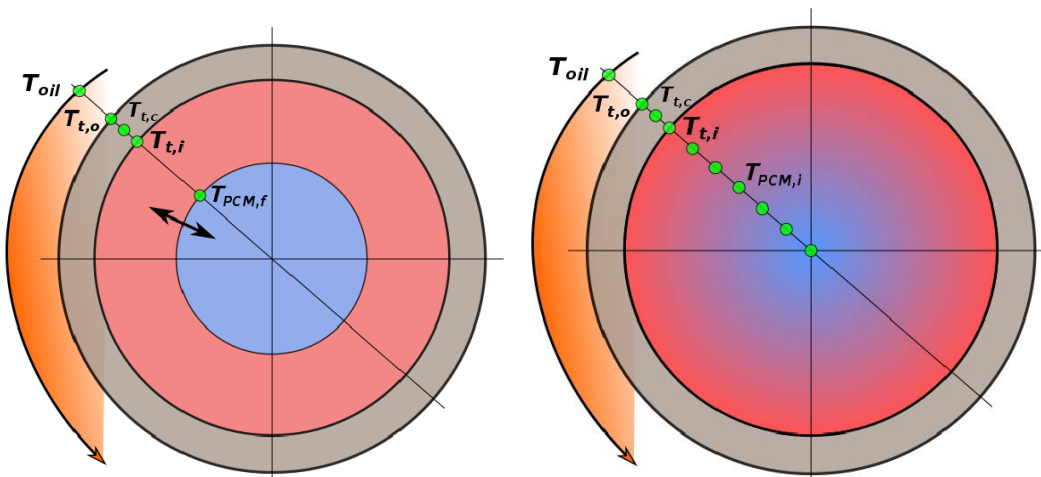 T_oil
T_t,o
T_t,c
T_t,i
T_PCM,f
T_oil
T_t,o
T_t,c
T_t,i
T_PCM,i